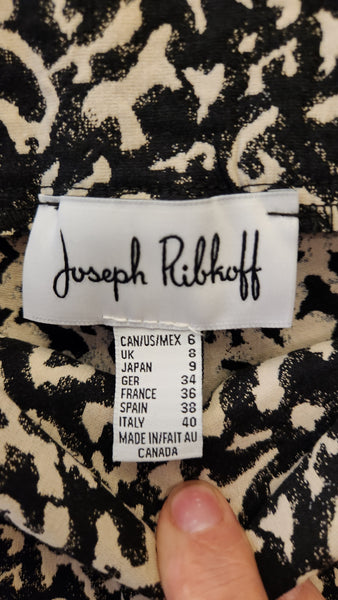 Joseph Ribkoff
CAN/US/MEX 6
UK 8
JAPAN 9
GER 34
FRANCE 36
SPAIN 38
ITALY 40
MADE IN/FAIT AU
CANADA